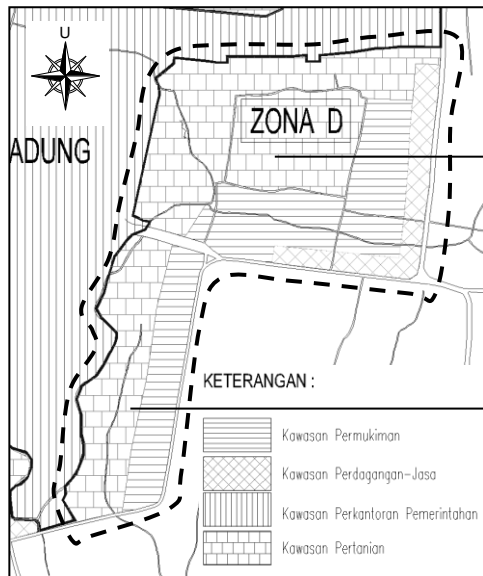 U
ZONA D
ADUNG
KETERANGAN :
Kawasan Permukiman
Kawasan Perdagangan-Jasa
Kawasan Perkantoran Pemerintahan
Kawasan Pertanian